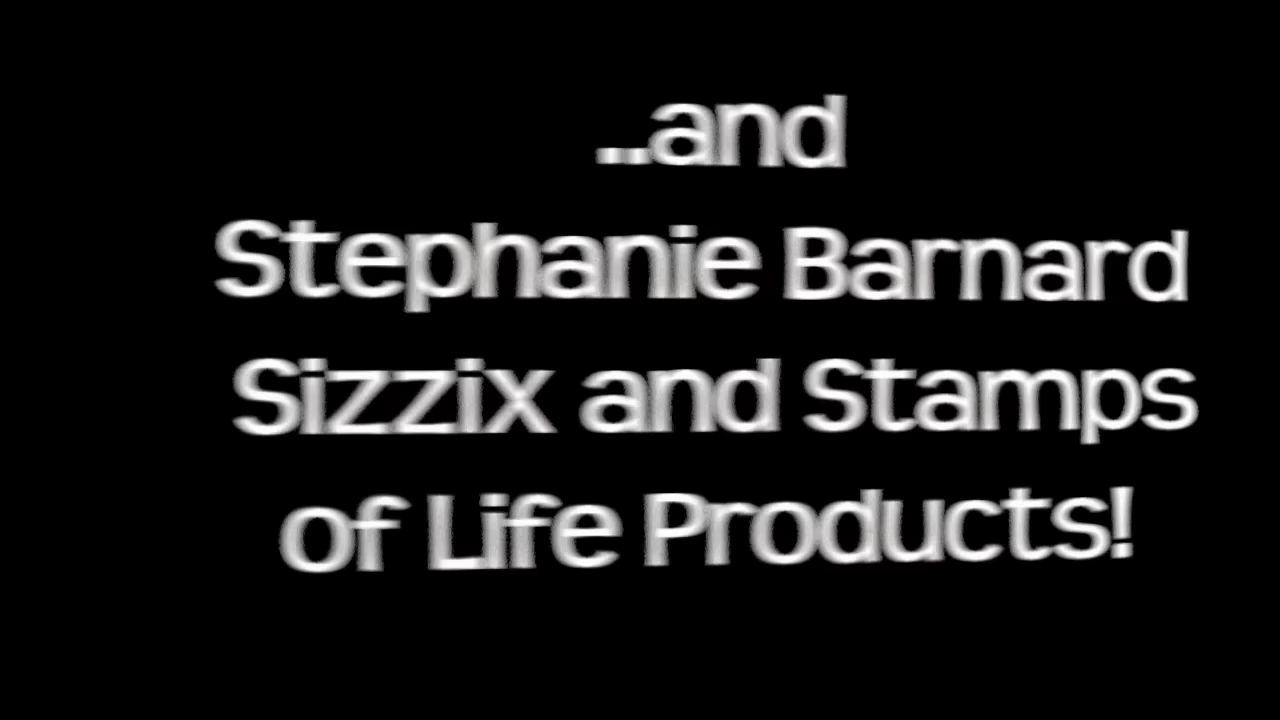 ..and
Stephanie Barnard
Sizzix and Stamps
of Life Products!